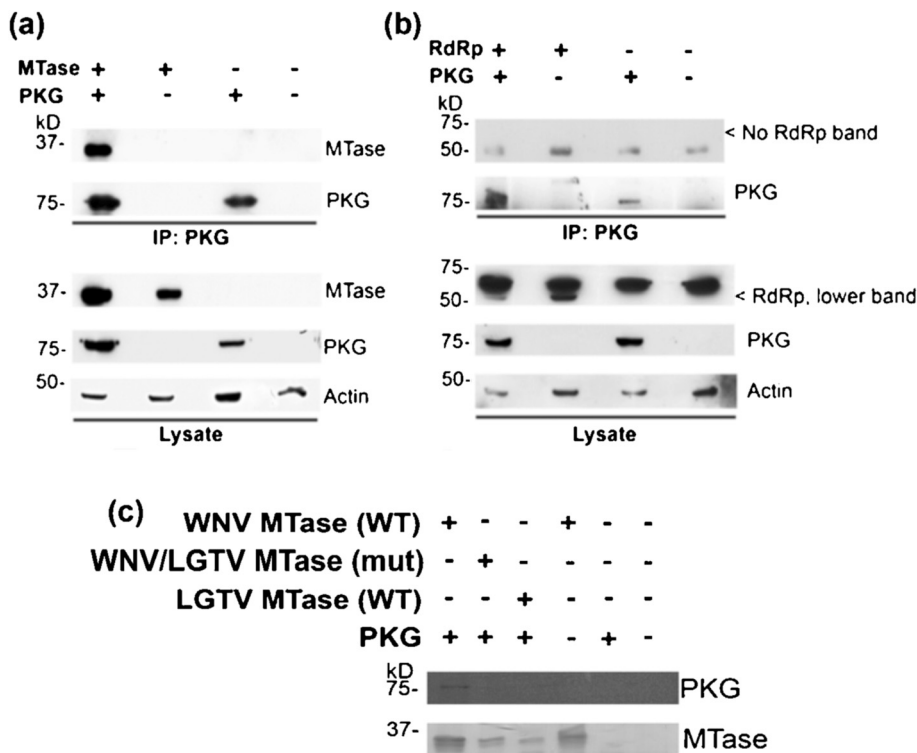 (a)
MTase + + - -
PKG + - + -
kD
37-
MTase
75-
PKG
IP: PKG
37-
MTase
75-
PKG
50-
Actin
Lysate
(b)
RdRp + + - -
PKG + - + -
kD
75-
< No RdRp band
50-
75-
PKG
IP: PKG
75-
50-
< RdRp, lower band
75-
PKG
50-
Actin
Lysate
(c)
WNV MTase (WT) + - - + - -
WNV/LGTV MTase (mut) - + - - - -
LGTV MTase (WT) - - + - - -
PKG + + + - + -
kD
75-
PKG
37-
MTase